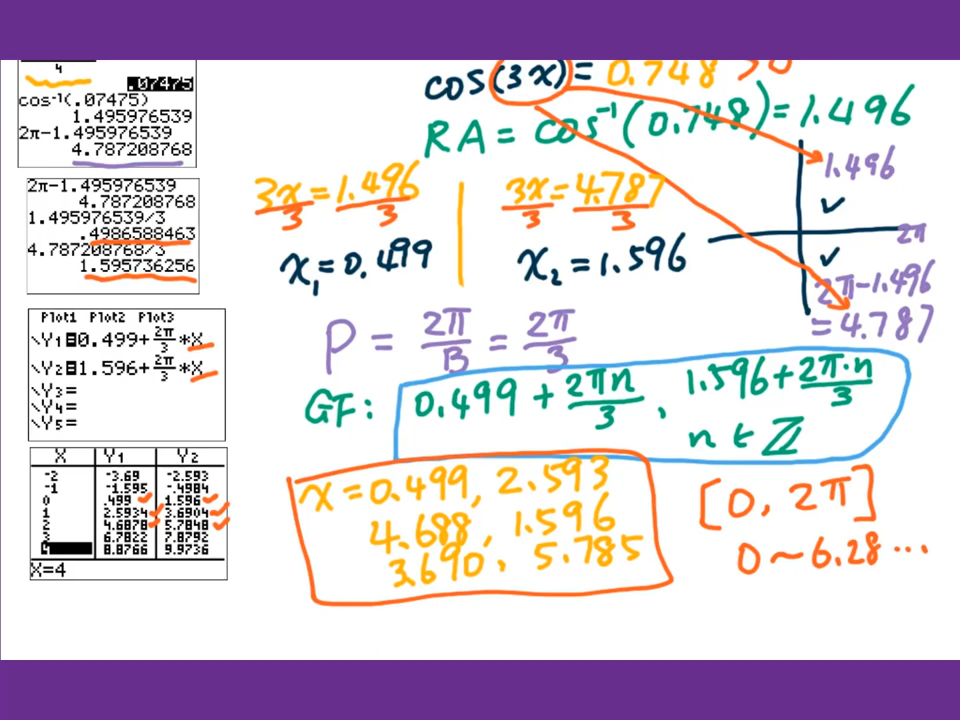 4
.07475
cos⁻¹(.07475)
1.495976539
2π-1.495976539
4.787208768
2π-1.495976539
4.787208768
1.495976539/3
.4986588463
4.787208768/3
1.595736256
Plot1 Plot2 Plot3
\Y1=0.499+2π/3*X
\Y2=1.596+2π/3*X
\Y3=
\Y4=
\Y5=
X Y1 Y2
-2 -3.69 -2.593
-1 -1.595 -.4984
0 .499 1.596
1 2.5934 3.6904
2 4.6878 5.7848
3 6.7822 7.8792
4 8.8766 9.9736
X=4
cos(3x)=0.748
RA = cos⁻¹(0.748)=1.496
1.496
✓
2π
✓
2π-1.496
=4.787
3x/3=1.496/3
3x/3=4.787/3
x₁=0.499
x₂=1.596
P = 2π/B = 2π/3
GF: 0.499 + 2πn/3, 1.596+2π·n/3
n ∈ ℤ
x=0.499, 2.593
4.688, 1.596
3.690, 5.785
[0, 2π]
0~6.28...